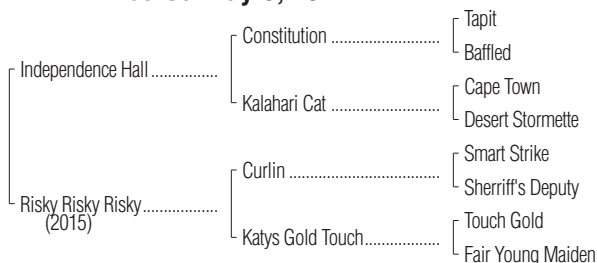 Tapit
Constitution ..........................
Baffled
Independence Hall ................
Cape Town
Kalahari Cat ..........................
Desert Stormette
Smart Strike
Curlin ....................................
Sherriff's Deputy
Risky Risky Risky ..................
(2015)
Touch Gold
Katys Gold Touch ..................
Fair Young Maiden